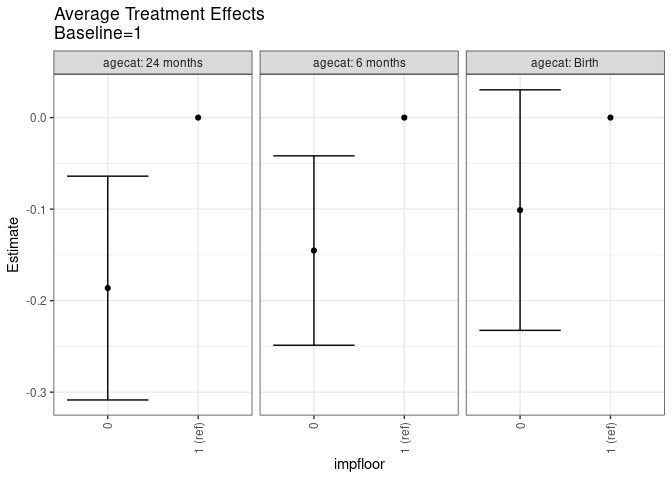 Average Treatment Effects
Baseline=1
agecat: 24 months
agecat: 6 months
agecat: Birth
Estimate
0.0
-0.1
-0.2
-0.3
0
1 (ref)
0
1 (ref)
0
1 (ref)
impfloor